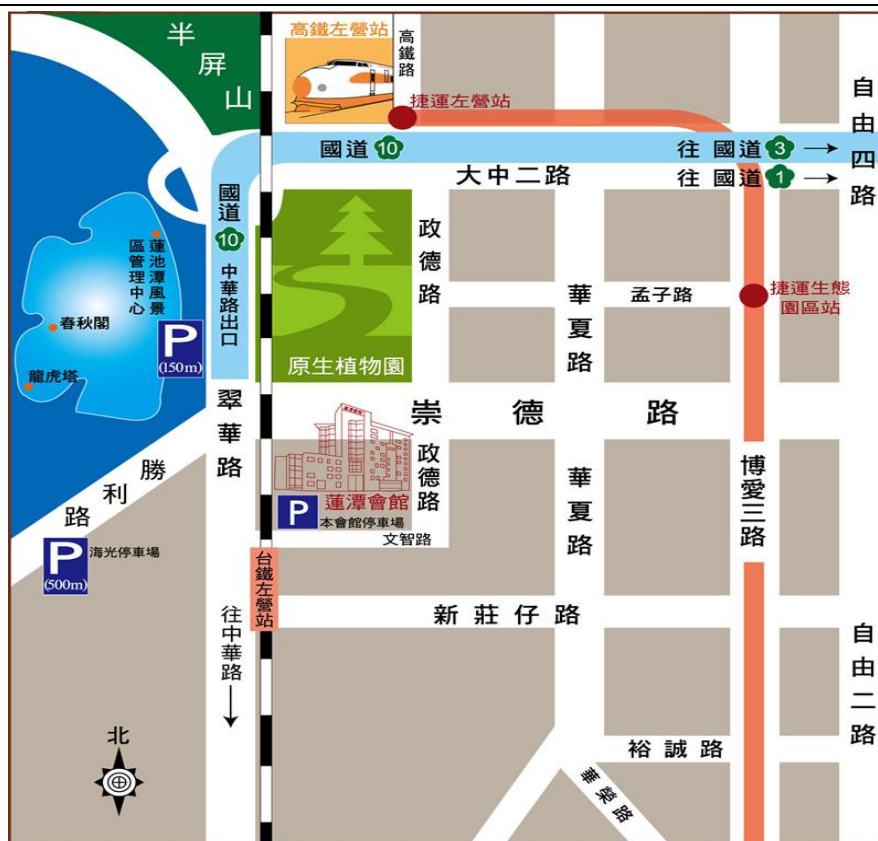 半屏山
高鐵左營站
高鐵路
捷運左營站
自由四路
國道 10
往 國道 3 →
大中二路
往 國道 1 →
國道 10 中華路出口
蓮池潭風景
區管理中心
春秋閣
龍虎塔
P
(150m)
原生植物園
政德路
華夏路
孟子路
捷運生態
園區站
翠華路
崇德路
勝利路
P
(500m)
海光停車場
蓮潭會館
蓮潭會館
P
本會館停車場
政德路
文智路
華夏路
博愛三路
台鐵左營站
往中華路
新莊仔路
自由二路
北
裕誠路
華榮路